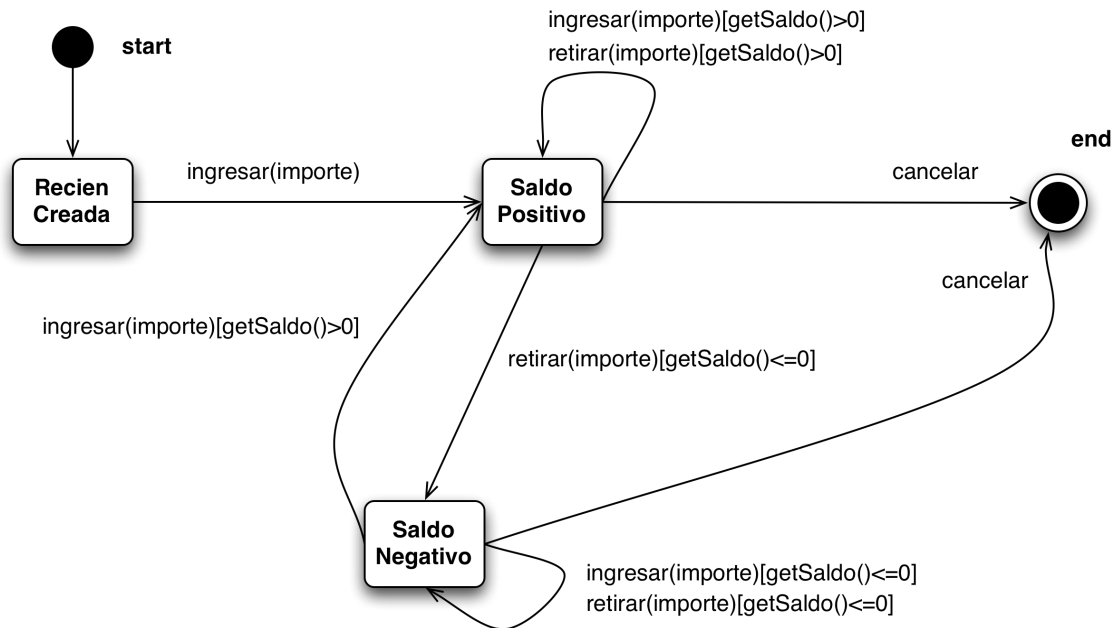 ingresar(importe)[getSaldo()>0]
retirar(importe)[getSaldo()>0]
start
end
ingresar(importe)
cancelar
Recien
Creada
Saldo
Positivo
cancelar
ingresar(importe)[getSaldo()>0]
retirar(importe)[getSaldo()<=0]
Saldo
Negativo
ingresar(importe)[getSaldo()<=0]
retirar(importe)[getSaldo()<=0]